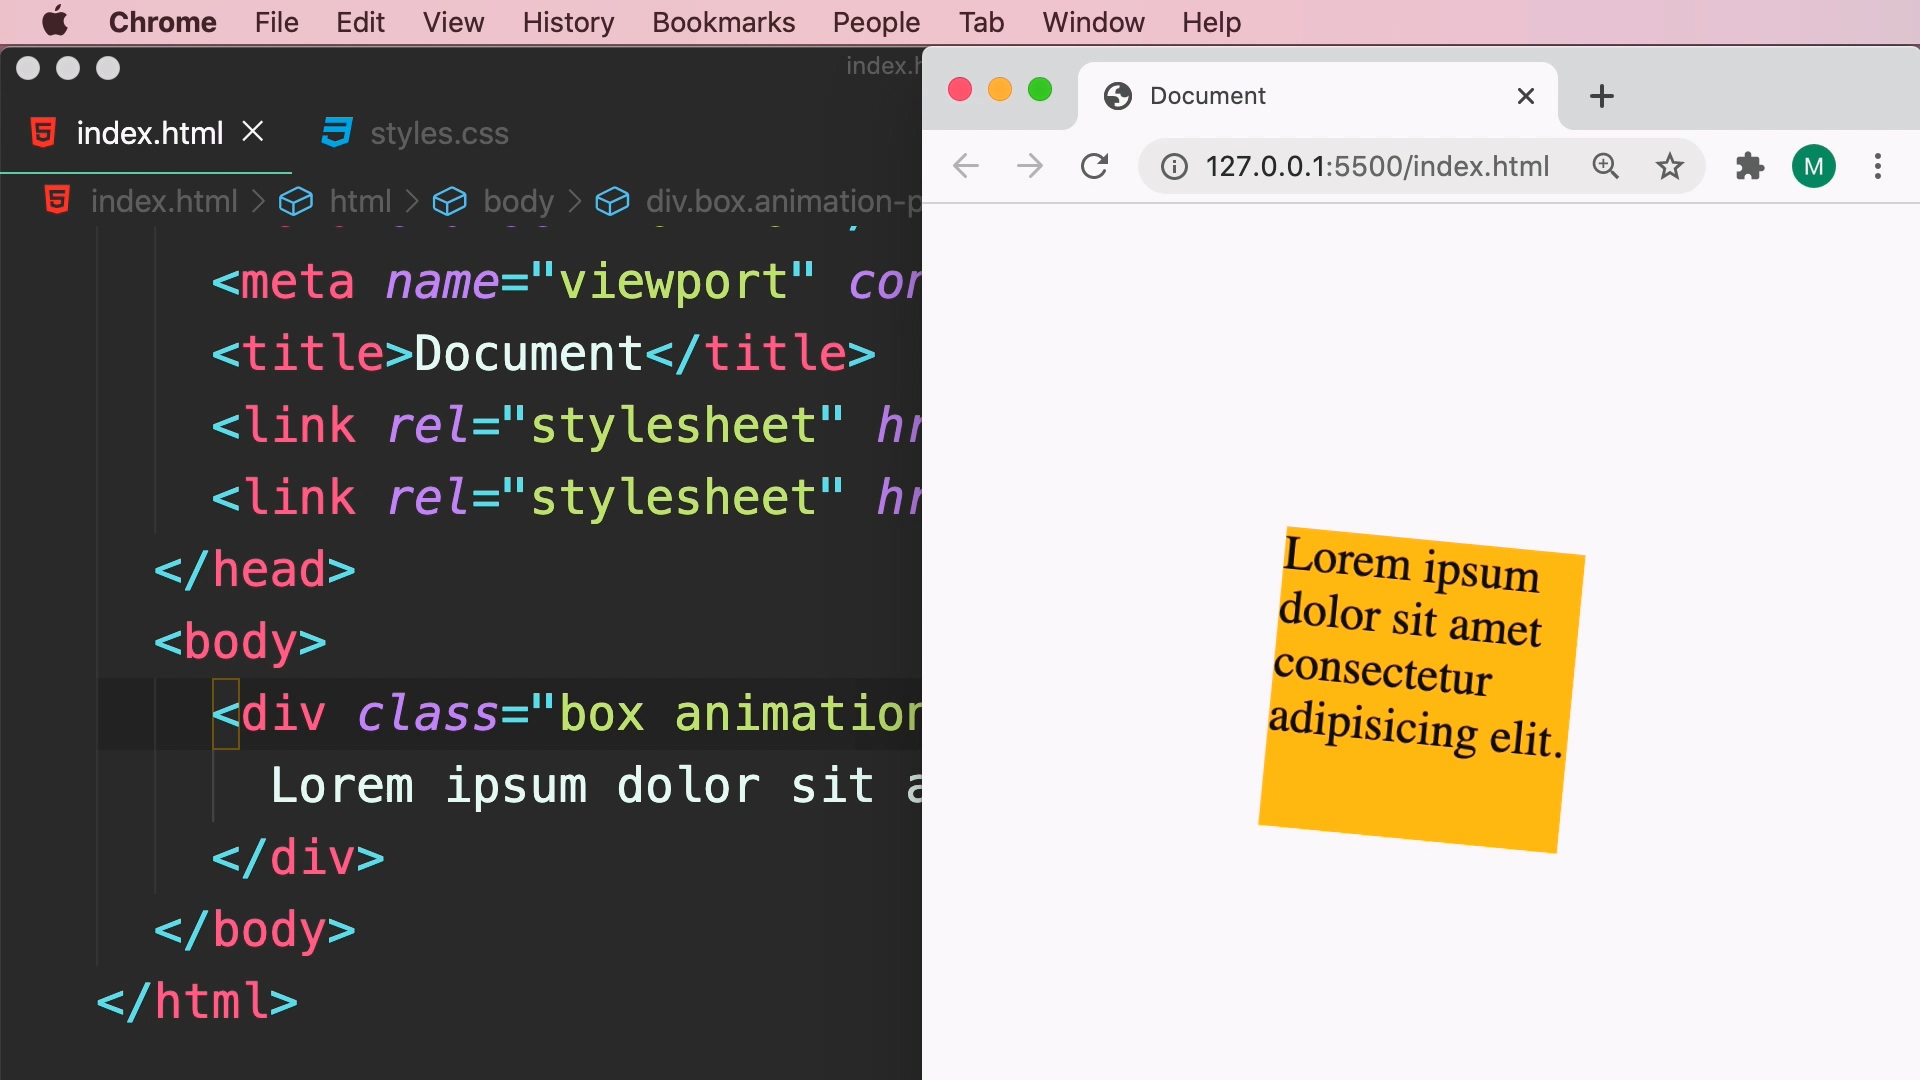 Chrome File Edit View History Bookmarks People Tab Window Help
index.h
index.html styles.css
index.html > html > body > div.box.animation-p
<meta name="viewport" con
<title>Document</title>
<link rel="stylesheet" hr
<link rel="stylesheet" hr
</head>
<body>
<div class="box animation
Lorem ipsum dolor sit a
</div>
</body>
</html>
Document
127.0.0.1:5500/index.html
M
Lorem ipsum
dolor sit amet
consectetur
adipisicing elit.